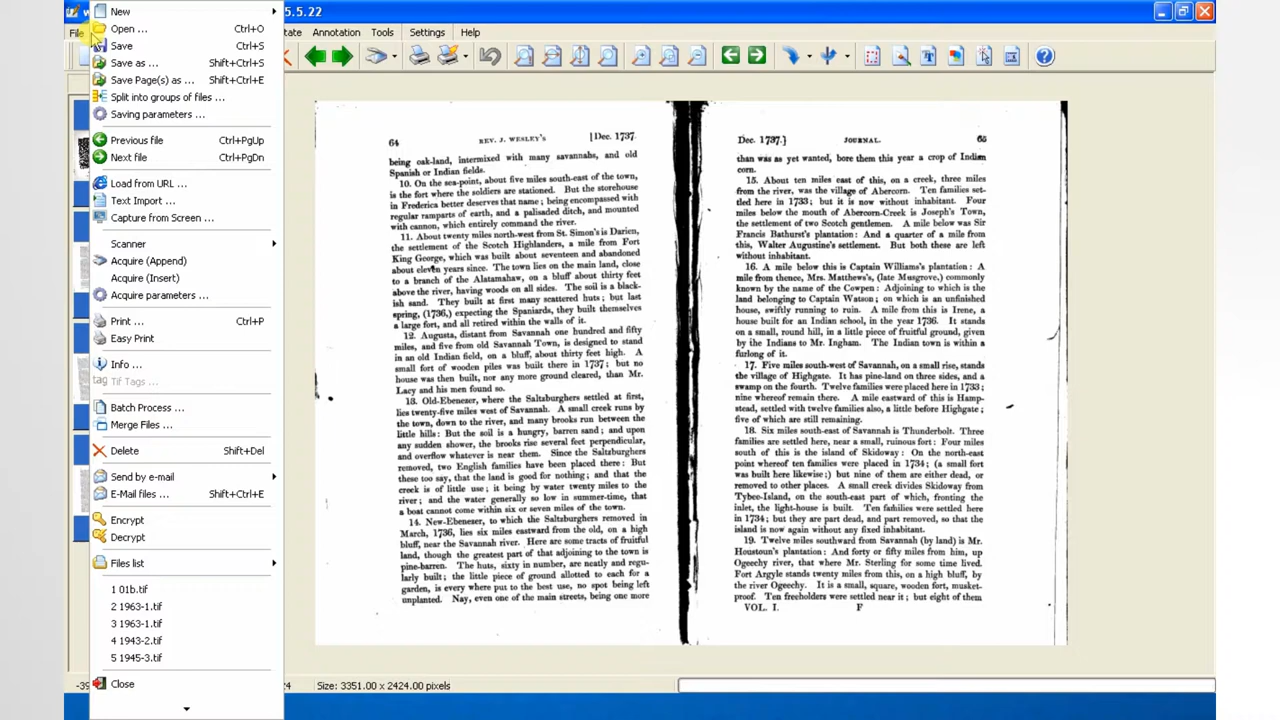 5.5.22
File
tate
Annotation
Tools
Settings
Help
New
Open ... Ctrl+O
Save Ctrl+S
Save as ... Shift+Ctrl+S
Save Page(s) as ... Shift+Ctrl+E
Split into groups of files ...
Saving parameters ...
Previous file Ctrl+PgUp
Next file Ctrl+PgDn
Load from URL ...
Text Import ...
Capture from Screen ...
Scanner
Acquire (Append)
Acquire (Insert)
Acquire parameters ...
Print ... Ctrl+P
Easy Print
Info ...
tag Tif Tags ...
Batch Process ...
Merge Files ...
Delete Shift+Del
Send by e-mail
E-Mail files ... Shift+Ctrl+E
Encrypt
Decrypt
Files list
1 01b.tif
2 1963-1.tif
3 1963-1.tif
4 1943-2.tif
5 1945-3.tif
Close
64 REV. J. WESLEY'S [Dec. 1737.
being oak-land, intermixed with many savannahs, and old
Spanish or Indian fields.
10. On the sea-point, about five miles south-east of the town,
is the fort where the soldiers are stationed. But the storehouse
in Frederica better deserves that name; being encompassed with
regular ramparts of earth, and a palisaded ditch, and mounted
with cannon, which entirely command the river.
11. About twenty miles north-west from St. Simon's is Darien,
the settlement of the Scotch Highlanders, a mile from Fort
King George, which was built about seventeen and abandoned
about eleven years since. The town lies on the main land, close
to a branch of the Alatamahaw, on a bluff about thirty feet
above the river, having woods on all sides. The soil is a black-
ish sand. They built at first many scattered huts; but last
spring, (1736,) expecting the Spaniards, they built themselves
a large fort, and all retired within the walls of it.
12. Augusta, distant from Savannah one hundred and fifty
miles, and five from old Savannah Town, is designed to stand
in an old Indian field, on a bluff, about thirty feet high. A
small fort of wooden piles was built there in 1737; but no
house was then built, nor any more ground cleared, than Mr.
Lacy and his men found so.
13. Old-Ebenezer, where the Saltzburghers settled at first,
lies twenty-five miles west of Savannah. A small creek runs by
the town, down to the river, and many brooks run between the
little hills: But the soil is a hungry, barren sand; and upon
any sudden shower, the brooks rise several feet perpendicular,
and overflow whatever is near them. Since the Saltzburghers
removed, two English families have been placed there: But
these too say, that the land is good for nothing; and that the
creek is of little use; it being by water twenty miles to the
river; and the water generally so low in summer-time, that
a boat cannot come within six or seven miles of the town.
14. New-Ebenezer, to which the Saltzburghers removed in
March, 1736, lies six miles eastward from the old, on a high
bluff, near the Savannah river. Here are some tracts of fruitful
land, though the greatest part of that adjoining to the town is
pine-barren. The huts, sixty in number, are neatly and regu-
larly built; the little piece of ground allotted to each for a
garden, is every where put to the best use, no spot being left
unplanted. Nay, even one of the main streets, being one more
Dec. 1737.] JOURNAL. 65
than was as yet wanted, bore them this year a crop of Indian
corn.
15. About ten miles east of this, on a creek, three miles
from the river, was the village of Abercorn. Ten families set-
tled here in 1733; but it is now without inhabitant. Four
miles below the mouth of Abercorn-Creek is Joseph's Town,
the settlement of two Scotch gentlemen. A mile below was Sir
Francis Bathurst's plantation: And a quarter of a mile from
this, Walter Augustine's settlement. But both these are left
without inhabitant.
16. A mile below this is Captain Williams's plantation: A
mile from thence, Mrs. Matthew's, (late Musgrove,) commonly
known by the name of the Cowpen: Adjoining to which is the
land belonging to Captain Watson; on which is an unfinished
house, swiftly running to ruin. A mile from this is Irene, a
house built for an Indian school, in the year 1736. It stands
on a small, round hill, in a little piece of fruitful ground, given
by the Indians to Mr. Ingham. The Indian town is within a
furlong of it.
17. Five miles south-west of Savannah, on a small rise, stands
the village of Highgate. It has pine-land on three sides, and a
swamp on the fourth. Twelve families were placed here in 1733;
nine whereof remain there. A mile eastward of this is Hamp-
stead, settled with twelve families also, a little before Highgate;
five of which are still remaining.
18. Six miles south-east of Savannah is Thunderbolt. Three
families are settled here, near a small, ruinous fort: Four miles
south of this is the island of Skidoway: On the north-east
point whereof ten families were placed in 1734; (a small fort
was built here likewise;) but nine of them are either dead, or
removed to other places. A small creek divides Skidoway from
Tybee-Island, on the south-east part of which, fronting the
inlet, the light-house is built. Ten families were settled here
in 1734; but they are part dead, and part removed, so that the
island is now again without any fixed inhabitant.
19. Twelve miles southward from Savannah (by land) is Mr.
Houstoun's plantation: And forty or fifty miles from him, up
Ogeechy river, that where Mr. Sterling for some time lived.
Fort Argyle stands twenty miles from this, on a high bluff, by
the river Ogeechy. It is a small, square, wooden fort, musket-
proof. Ten freeholders were settled near it; but eight of them
VOL. I. F
24 Size: 3351.00 x 2424.00 pixels